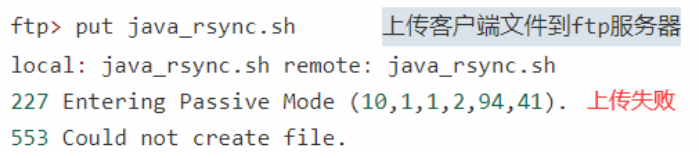 ftp> put java_rsync.sh 上传客户端文件到ftp服务器
local: java_rsync.sh remote: java_rsync.sh
227 Entering Passive Mode (10,1,1,2,94,41). 上传失败
553 Could not create file.